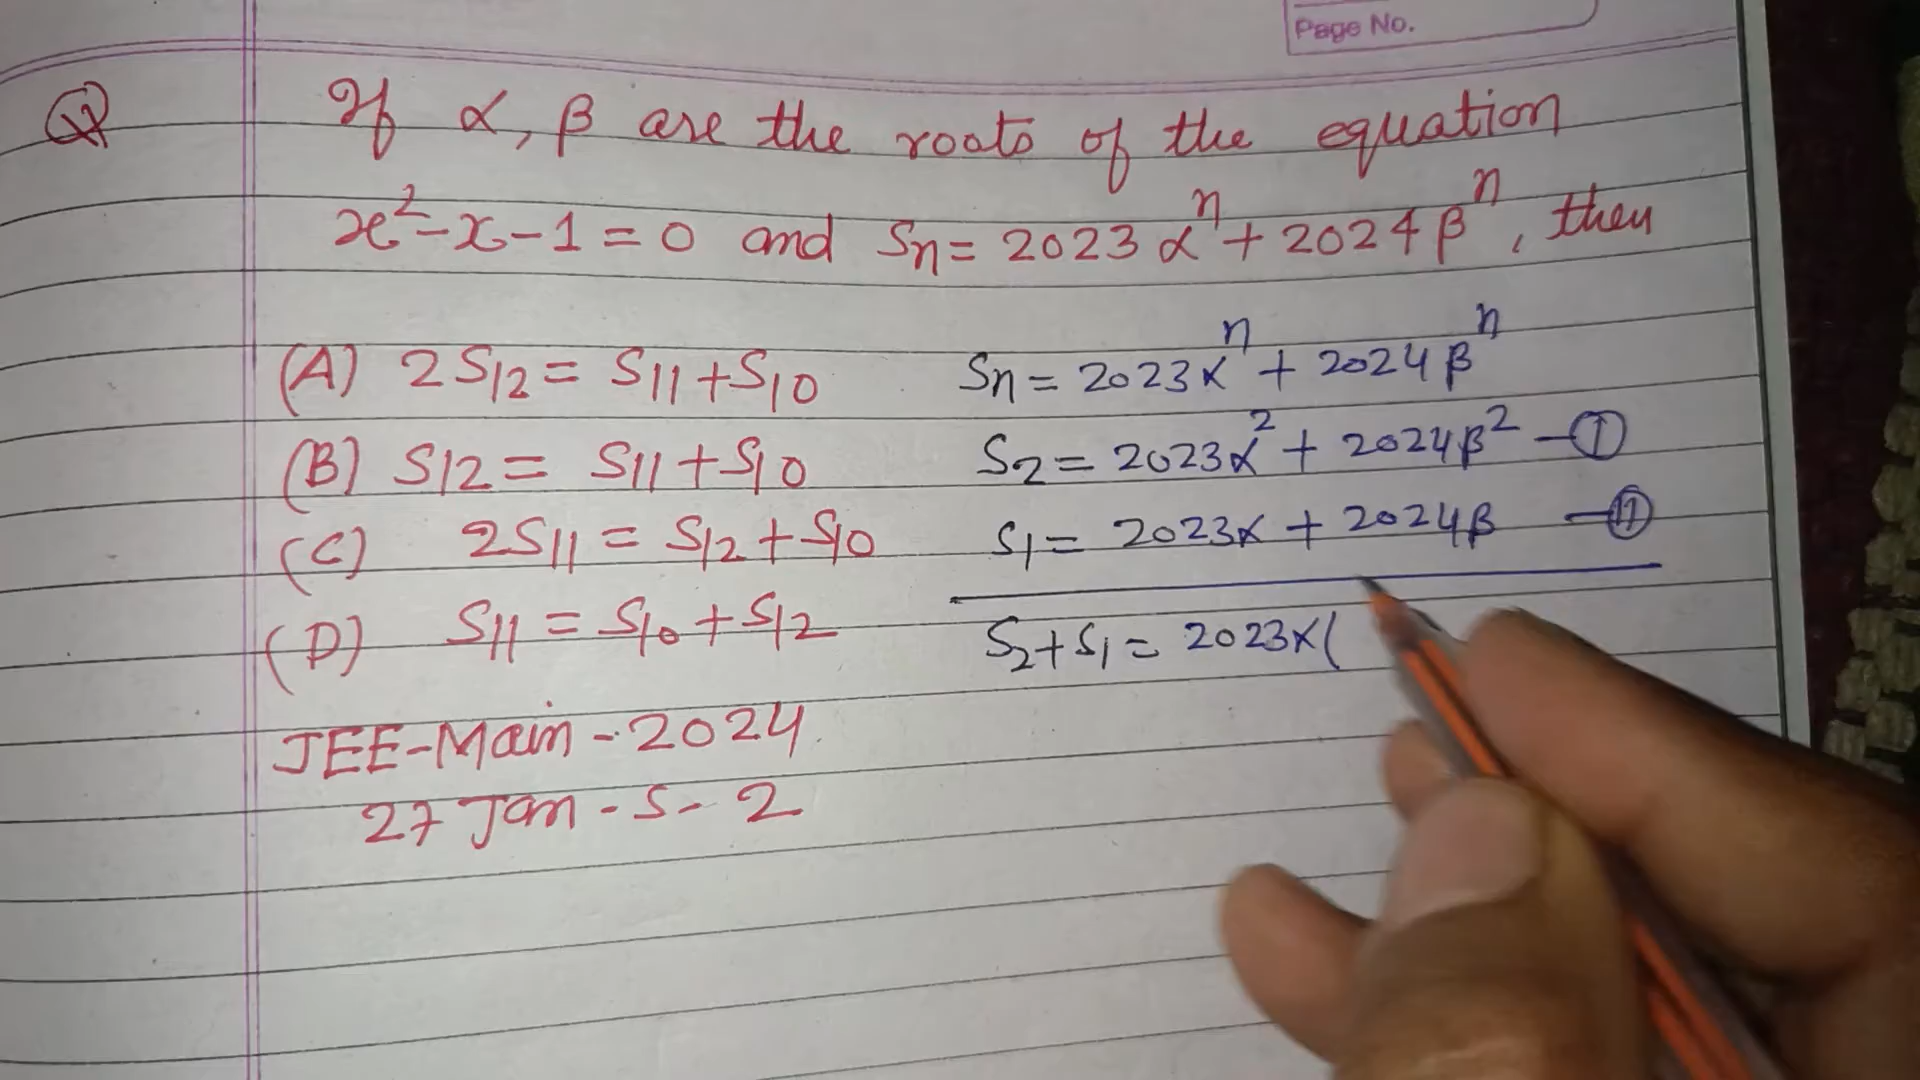 Page No.
Q If α, β are the roots of the equation
x²-x-1=0 and Sn=2023αⁿ+2024βⁿ, then
(A) 2S12=S11+S10
(B) S12=S11+S10
(C) 2S11=S12+S10
(D) S11=S10+S12
JEE-Main-2024
27 Jan-S-2
Sn=2023αⁿ+2024βⁿ
S2=2023α²+2024β²-Ⅰ
S1=2023α+2024β-Ⅱ
S2+S1=2023α(